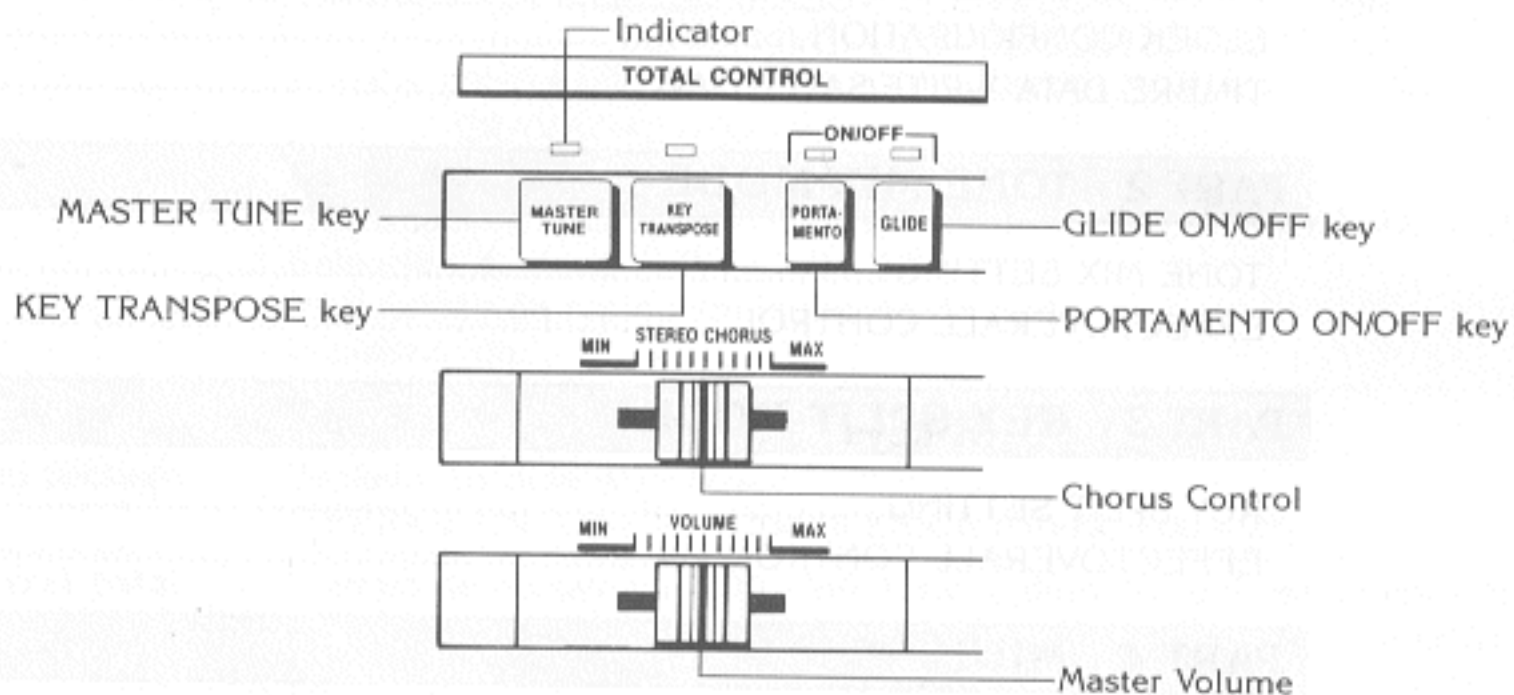 Indicator
TOTAL CONTROL
ON/OFF
MASTER TUNE key
MASTER
TUNE
KEY
TRANSPOSE
PORTA-
MENTO
GLIDE
GLIDE ON/OFF key
KEY TRANSPOSE key
PORTAMENTO ON/OFF key
MIN STEREO CHORUS MAX
Chorus Control
MIN VOLUME MAX
Master Volume